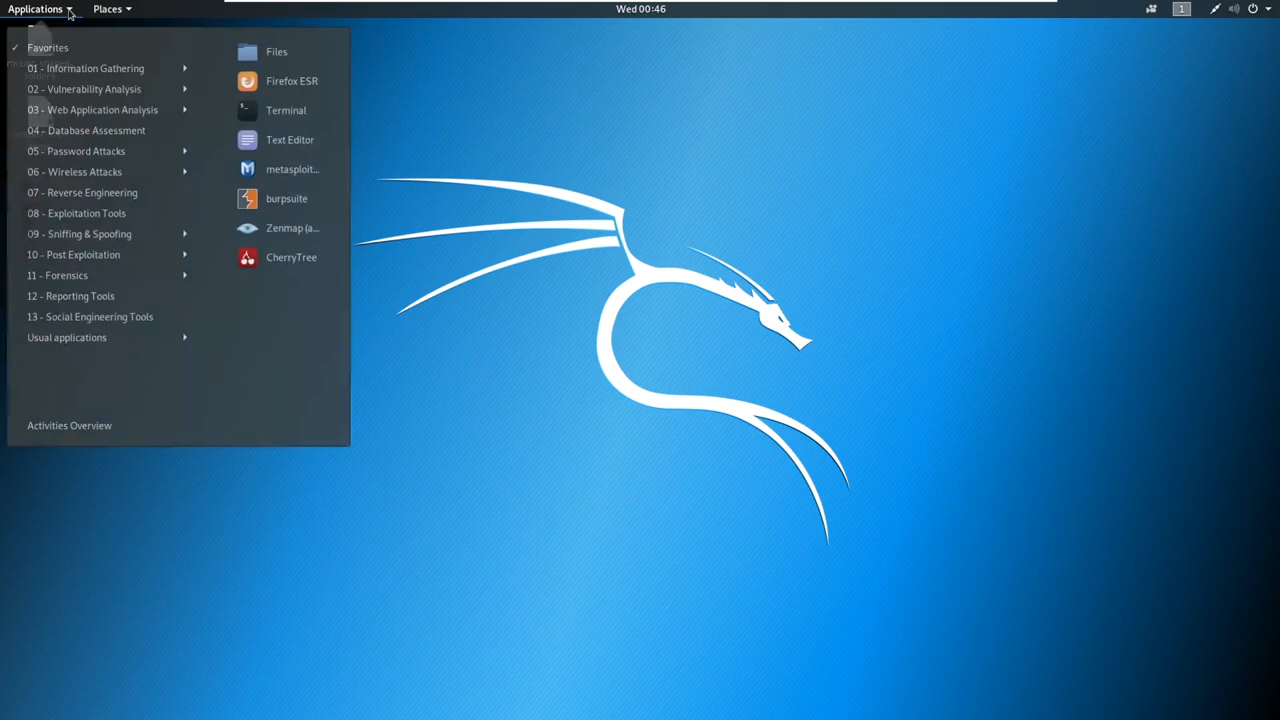 Applications
Places
Wed 00:46
1
Favorites
01 - Information Gathering
02 - Vulnerability Analysis
03 - Web Application Analysis
04 - Database Assessment
05 - Password Attacks
06 - Wireless Attacks
07 - Reverse Engineering
08 - Exploitation Tools
09 - Sniffing & Spoofing
10 - Post Exploitation
11 - Forensics
12 - Reporting Tools
13 - Social Engineering Tools
Usual applications
Activities Overview
Files
Firefox ESR
Terminal
Text Editor
metasploit...
burpsuite
Zenmap (a...
CherryTree